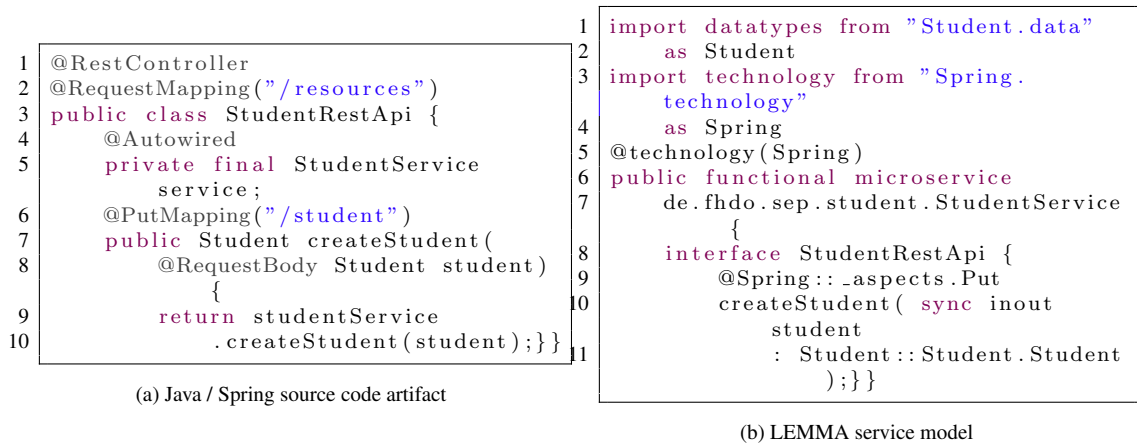 1 @RestController
2 @RequestMapping("/resources")
3 public class StudentRestApi {
4 @Autowired
5 private final StudentService
service;
6 @PutMapping("/student")
7 public Student createStudent(
8 @RequestBody Student student)
{
9 return studentService
10 .createStudent(student);}}
(a) Java / Spring source code artifact
1 import datatypes from "Student.data"
2 as Student
3 import technology from "Spring.
technology"
4 as Spring
5 @technology(Spring)
6 public functional microservice
7 de.fhdo.sep.student.StudentService
{
8 interface StudentRestApi {
9 @Spring::_aspects.Put
10 createStudent( sync inout
student
11 : Student::Student.Student
);}}
(b) LEMMA service model